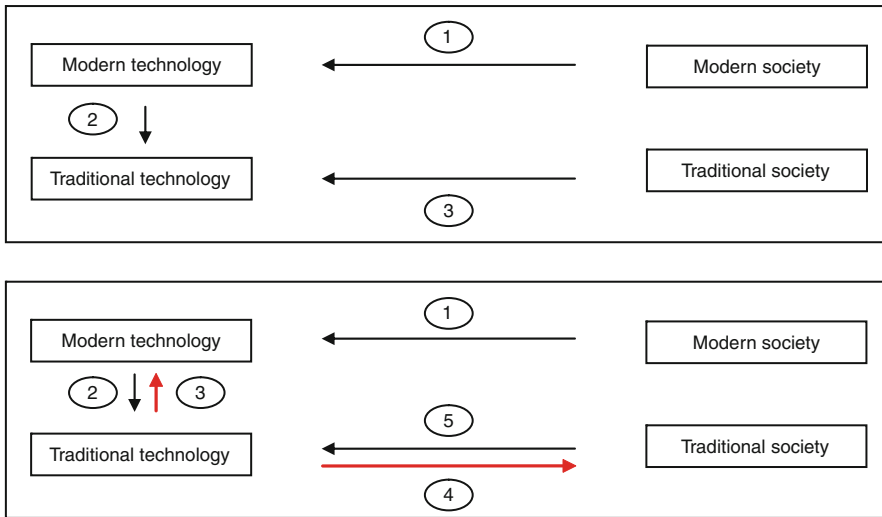 1
Modern technology
Modern society
2
Traditional technology
Traditional society
3
1
Modern technology
Modern society
2
3
5
Traditional technology
Traditional society
4